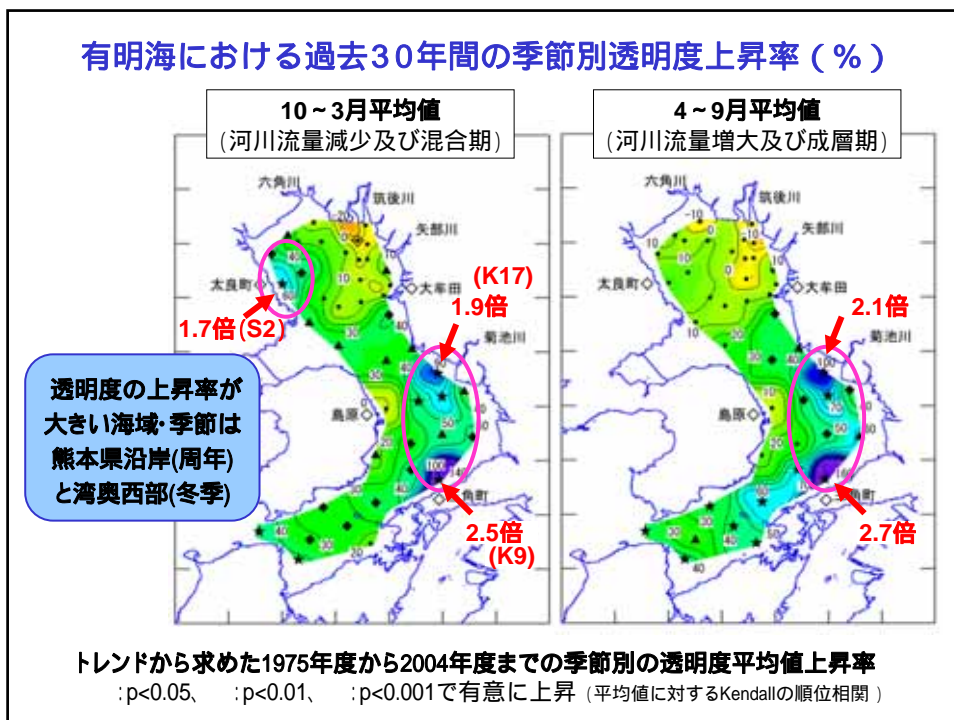 有明海における過去30年間の季節別透明度上昇率(%)
10~3月平均値
(河川流量減少及び混合期)
4~9月平均値
(河川流量増大及び成層期)
六角川
筑後川
矢部川
太良町
大牟田
菊池川
島原
(K17)
1.9倍
1.7倍(S2)
2.5倍
(K9)
六角川
筑後川
矢部川
太良町
大牟田
菊池川
島原
三角町
2.1倍
2.7倍
透明度の上昇率が
大きい海域・季節は
熊本県沿岸(周年)
と湾奥西部(冬季)
トレンドから求めた1975年度から2004年度までの季節別の透明度平均値上昇率
:p<0.05、 :p<0.01、 :p<0.001で有意に上昇 (平均値に対するKendallの順位相関)